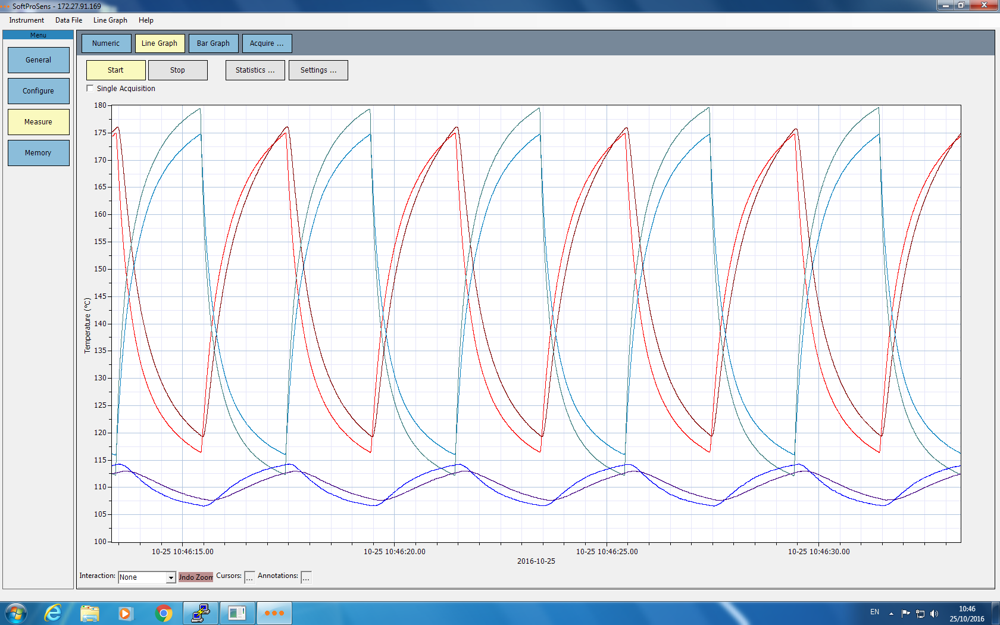 SoftProSens - 172.27.91.169
Instrument Data File Line Graph Help
Menu
General
Configure
Measure
Memory
Numeric Line Graph Bar Graph Acquire ...
Start Stop Statistics ... Settings ...
Single Acquisition
Temperature (°C)
180
175
170
165
160
155
150
145
140
135
130
125
120
115
110
105
100
10-25 10:46:15.00 10-25 10:46:20.00 10-25 10:46:25.00 10-25 10:46:30.00
2016-10-25
Interaction: None Undo Zoom Cursors: ... Annotations: ...
EN 10:46
25/10/2016